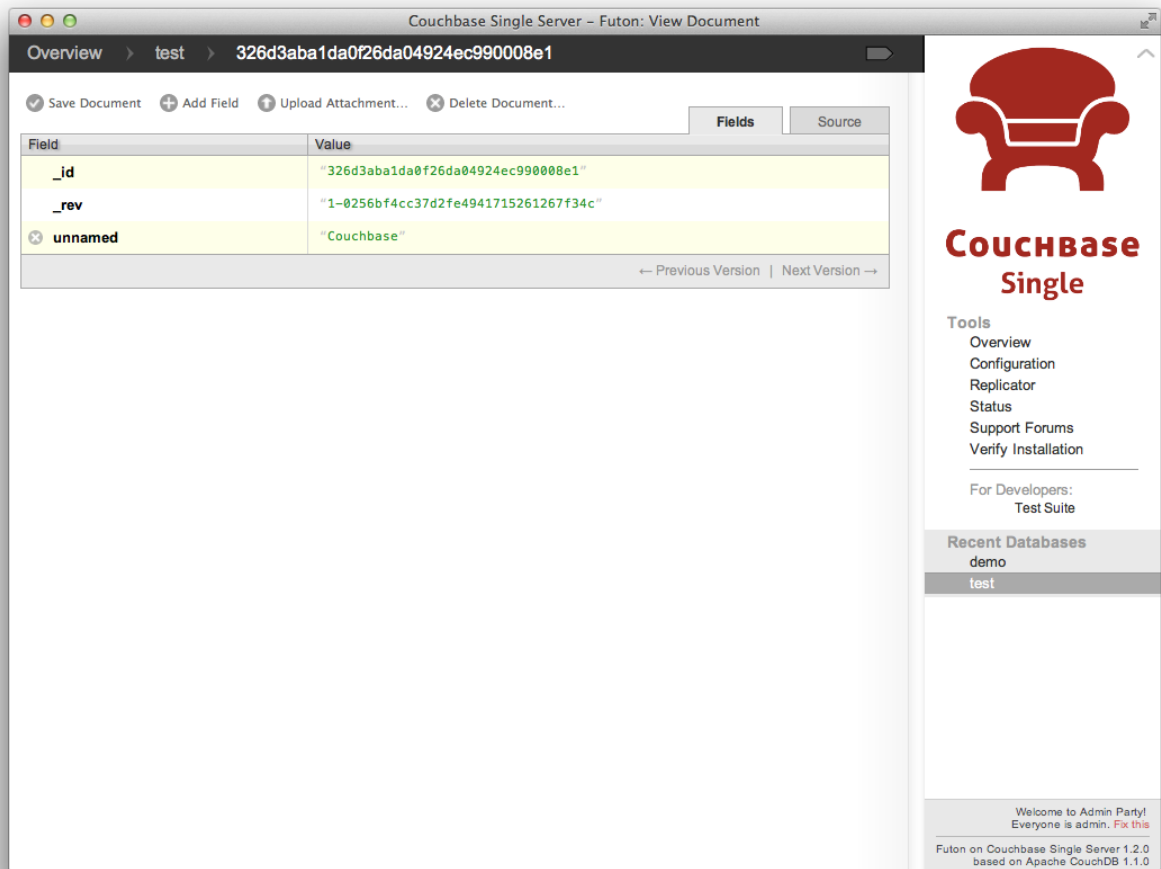 Couchbase Single Server – Futon: View Document
Overview test 326d3aba1da0f26da04924ec990008e1
Save Document Add Field Upload Attachment… Delete Document…
Fields Source
Field Value
_id "326d3aba1da0f26da04924ec990008e1"
_rev "1-0256bf4cc37d2fe4941715261267f34c"
unnamed "Couchbase"
← Previous Version | Next Version →
Couchbase
Single
Tools
Overview
Configuration
Replicator
Status
Support Forums
Verify Installation
For Developers:
Test Suite
Recent Databases
demo
test
Welcome to Admin Party!
Everyone is admin. Fix this
Futon on Couchbase Single Server 1.2.0
based on Apache CouchDB 1.1.0